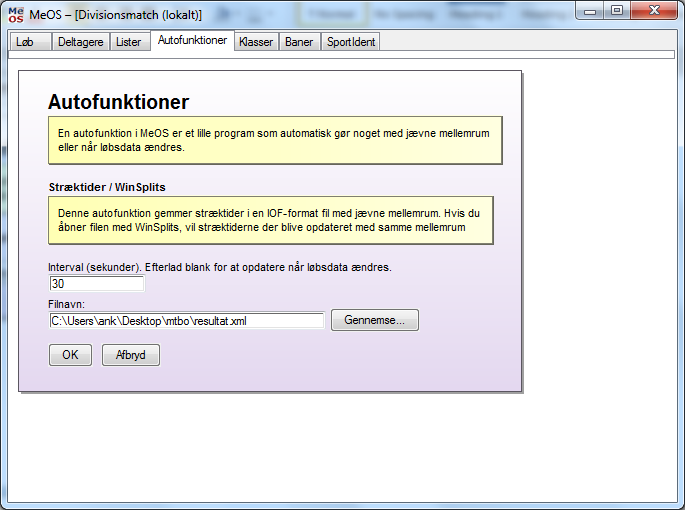 MeOS – [Divisionsmatch (lokalt)]
Løb Deltagere Lister Autofunktioner Klasser Baner SportIdent
Autofunktioner
En autofunktion i MeOS er et lille program som automatisk gør noget med jævne mellemrum
eller når løbsdata ændres.
Stræktider / WinSplits
Denne autofunktion gemmer stræktider i en IOF-format fil med jævne mellemrum. Hvis du
åbner filen med WinSplits, vil stræktiderne der blive opdateret med samme mellemrum
Interval (sekunder). Efterlad blank for at opdatere når løbsdata ændres.
30
Filnavn:
C:\Users\ank\Desktop\mtbo\resultat.xml Gennemse...
OK Afbryd